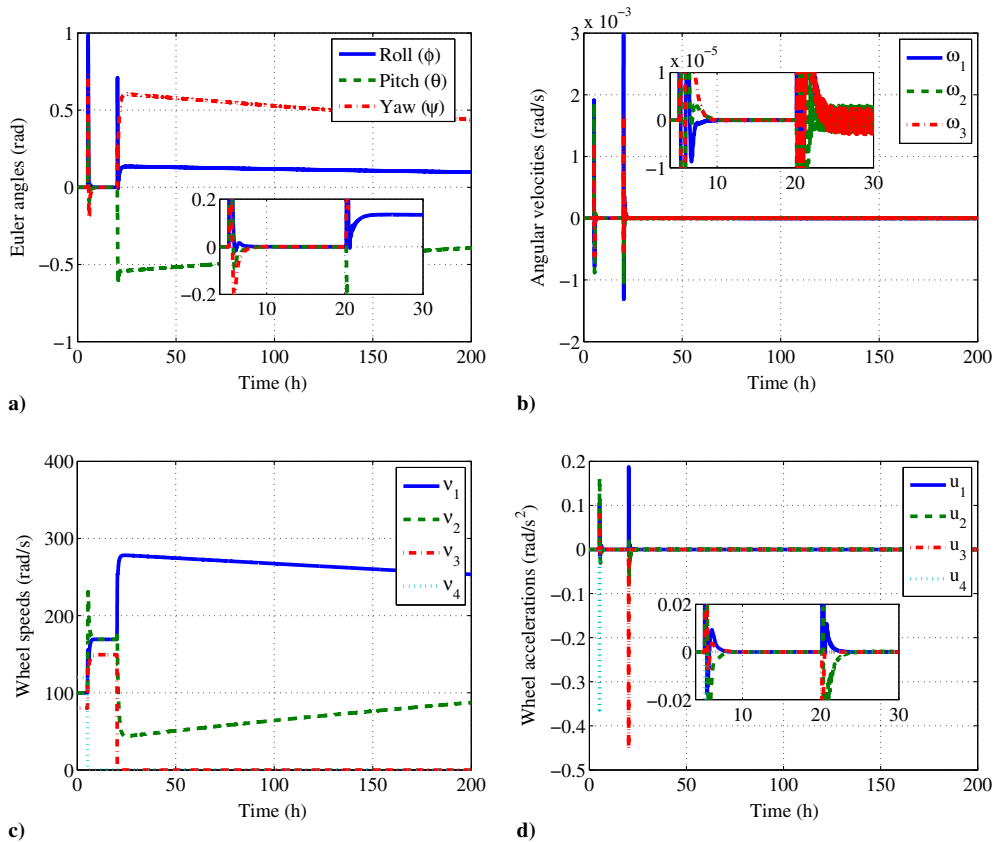 1
0.5
0
−0.5
−1
0
50
100
150
200
Euler angles (rad)
Time (h)
Roll (ϕ)
Pitch (θ)
Yaw (ψ)
0.2
0
−0.2
10
20
30
a)
x 10⁻³
3
2
1
0
−1
−2
0
50
100
150
200
Angular velocities (rad/s)
Time (h)
ω₁
ω₂
ω₃
x 10⁻⁵
1
0
−1
10
20
30
b)
400
300
200
100
0
0
50
100
150
200
Wheel speeds (rad/s)
Time (h)
ν₁
ν₂
ν₃
ν₄
c)
0.2
0.1
0
−0.1
−0.2
−0.3
−0.4
−0.5
0
50
100
150
200
Wheel accelerations (rad/s²)
Time (h)
u₁
u₂
u₃
u₄
0.02
0
−0.02
10
20
30
d)